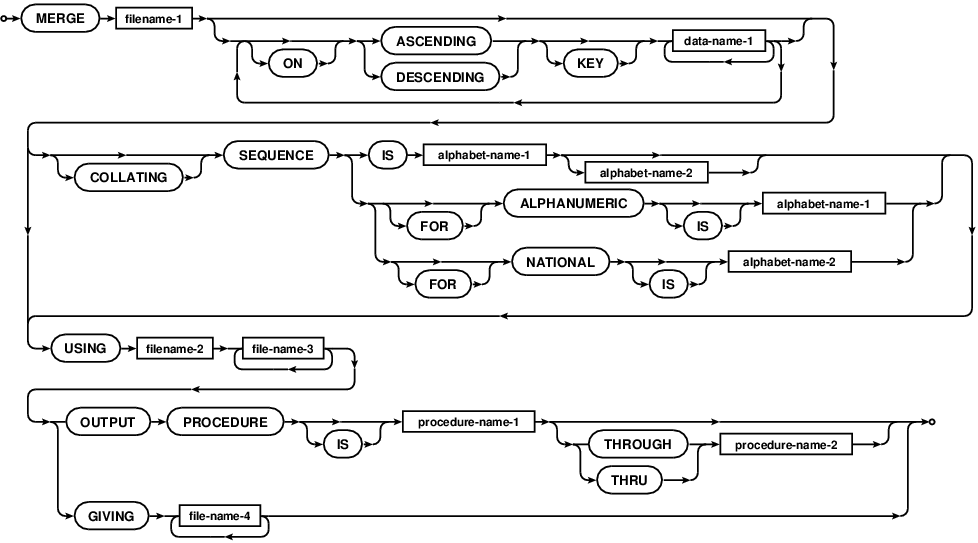 MERGE filename-1
ASCENDING data-name-1
ON KEY
DESCENDING
SEQUENCE IS alphabet-name-1
COLLATING alphabet-name-2
ALPHANUMERIC alphabet-name-1
FOR IS
NATIONAL alphabet-name-2
FOR IS
USING filename-2 file-name-3
OUTPUT PROCEDURE procedure-name-1
IS THROUGH procedure-name-2
THRU
GIVING file-name-4